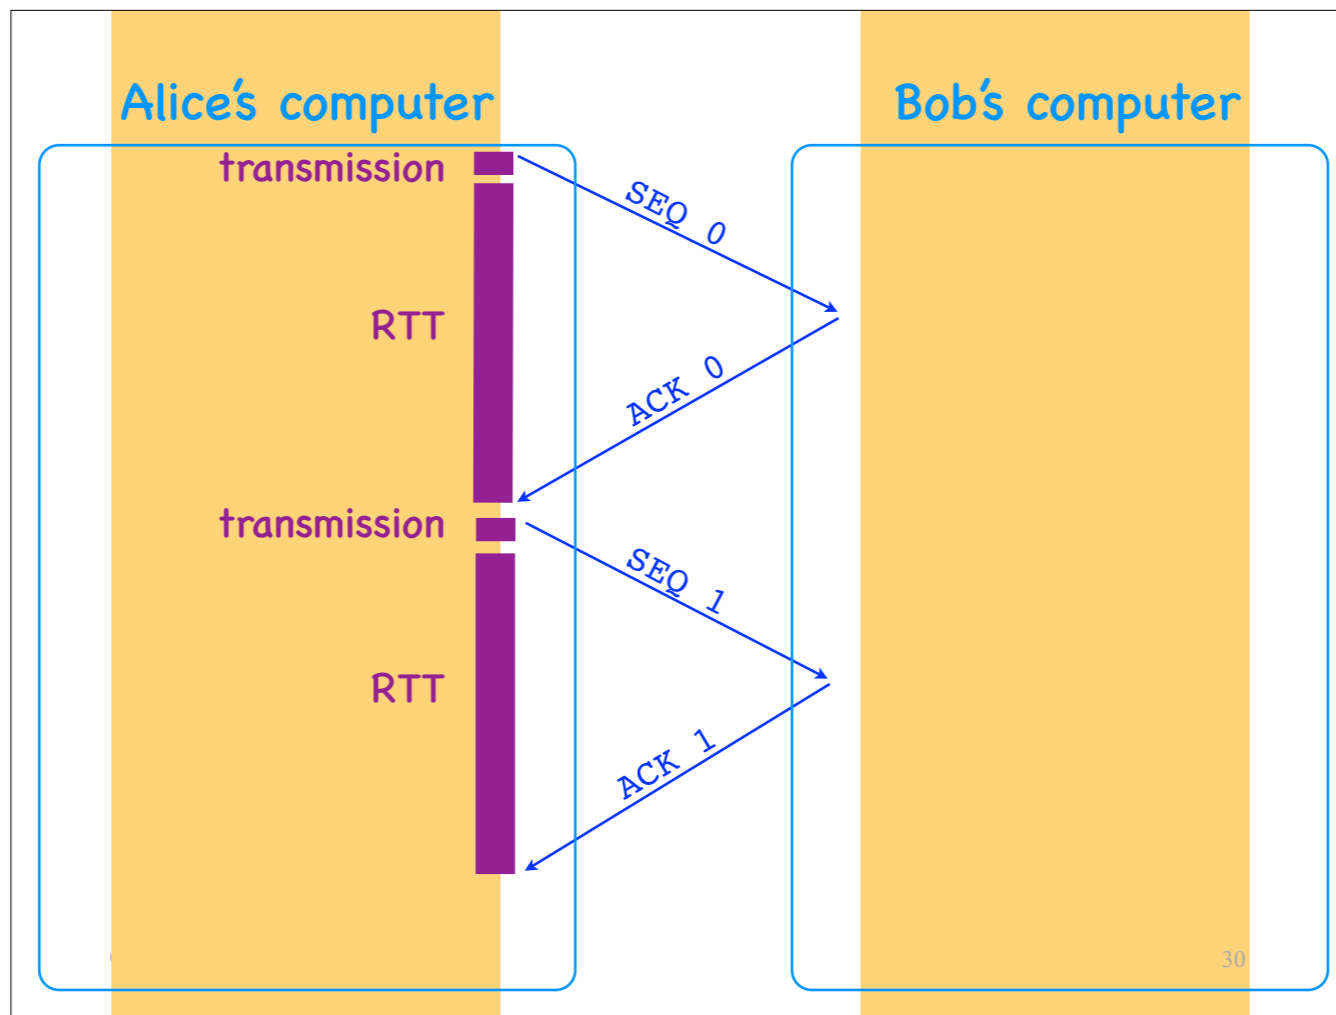 Alice's computer
Bob's computer
transmission
SEQ 0
RTT
ACK 0
transmission
SEQ 1
RTT
ACK 1
30